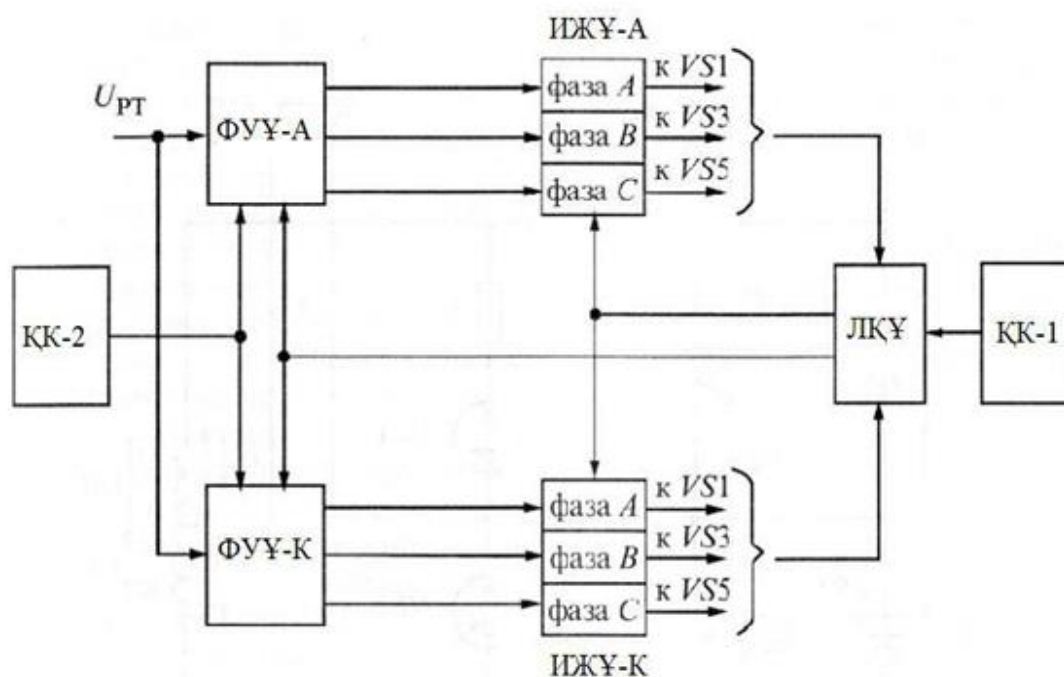 ИЖҰ-А
фаза A
к VS1
U_РТ
ФУҰ-А
фаза B
к VS3
фаза C
к VS5
ҚК-2
ЛҚҰ
ҚК-1
ФУҰ-К
фаза A
к VS1
фаза B
к VS3
фаза C
к VS5
ИЖҰ-К